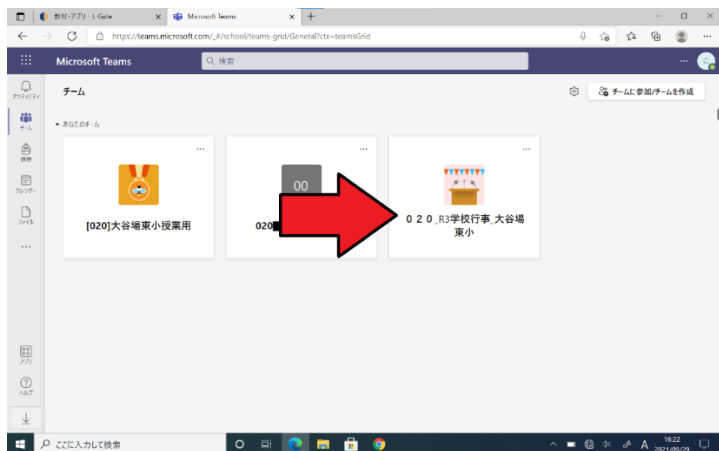 教材・アプリ - L-Gate
Microsoft Teams
https://teams.microsoft.com/_#/school/teams-grid/General?ctx=teamsGrid
Microsoft Teams
検索
アクティビティ
チーム
チームに参加/チームを作成
チーム
あなたのチーム
課題
カレンダー
ファイル
00
[020]大谷場東小授業用
020
０２０_R3学校行事_大谷場
東小
アプリ
ヘルプ
ここに入力して検索
A
16:22
2021/09/29